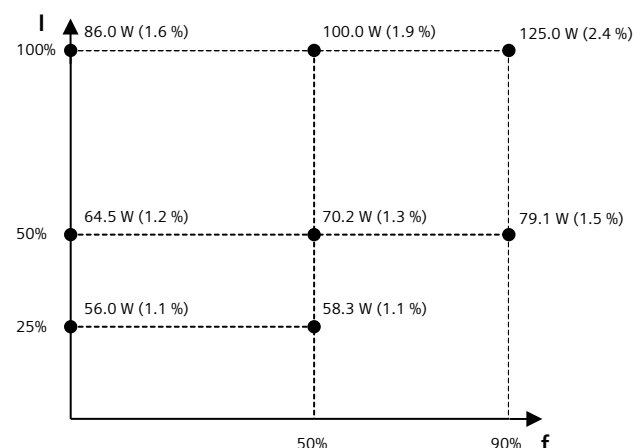 I
86.0 W (1.6 %)
100.0 W (1.9 %)
125.0 W (2.4 %)
100%
64.5 W (1.2 %)
70.2 W (1.3 %)
79.1 W (1.5 %)
50%
56.0 W (1.1 %)
58.3 W (1.1 %)
25%
50%
90%
f